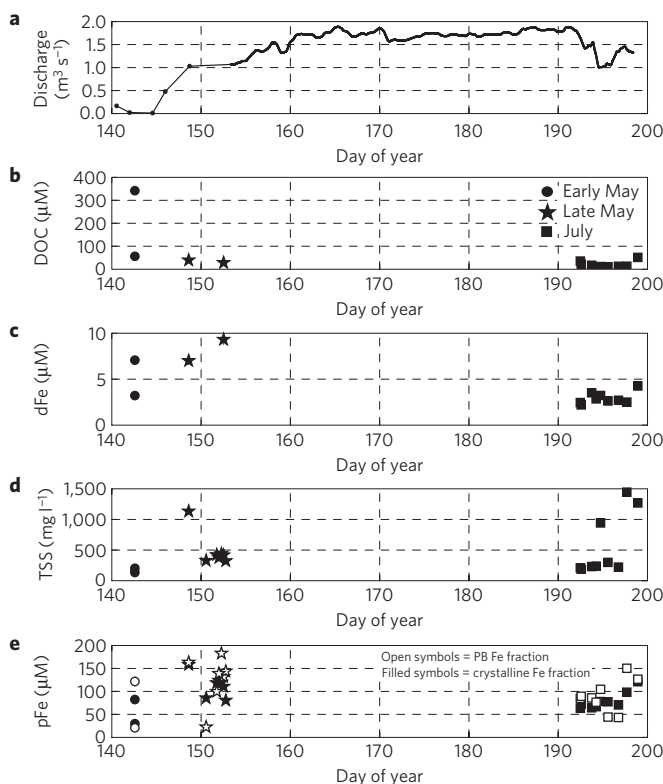 a
Discharge
(m³ s⁻¹)
2.0
1.5
1.0
0.5
0.0
140 150 160 170 180 190 200
Day of year
b
DOC (μM)
400
300
200
100
0
Early May
Late May
July
140 150 160 170 180 190 200
Day of year
c
dFe (μM)
10
5
0
140 150 160 170 180 190 200
Day of year
d
TSS (mg l⁻¹)
1,500
1,000
500
0
140 150 160 170 180 190 200
Day of year
e
pFe (μM)
200
150
100
50
0
Open symbols = PB Fe fraction
Filled symbols = crystalline Fe fraction
140 150 160 170 180 190 200
Day of year